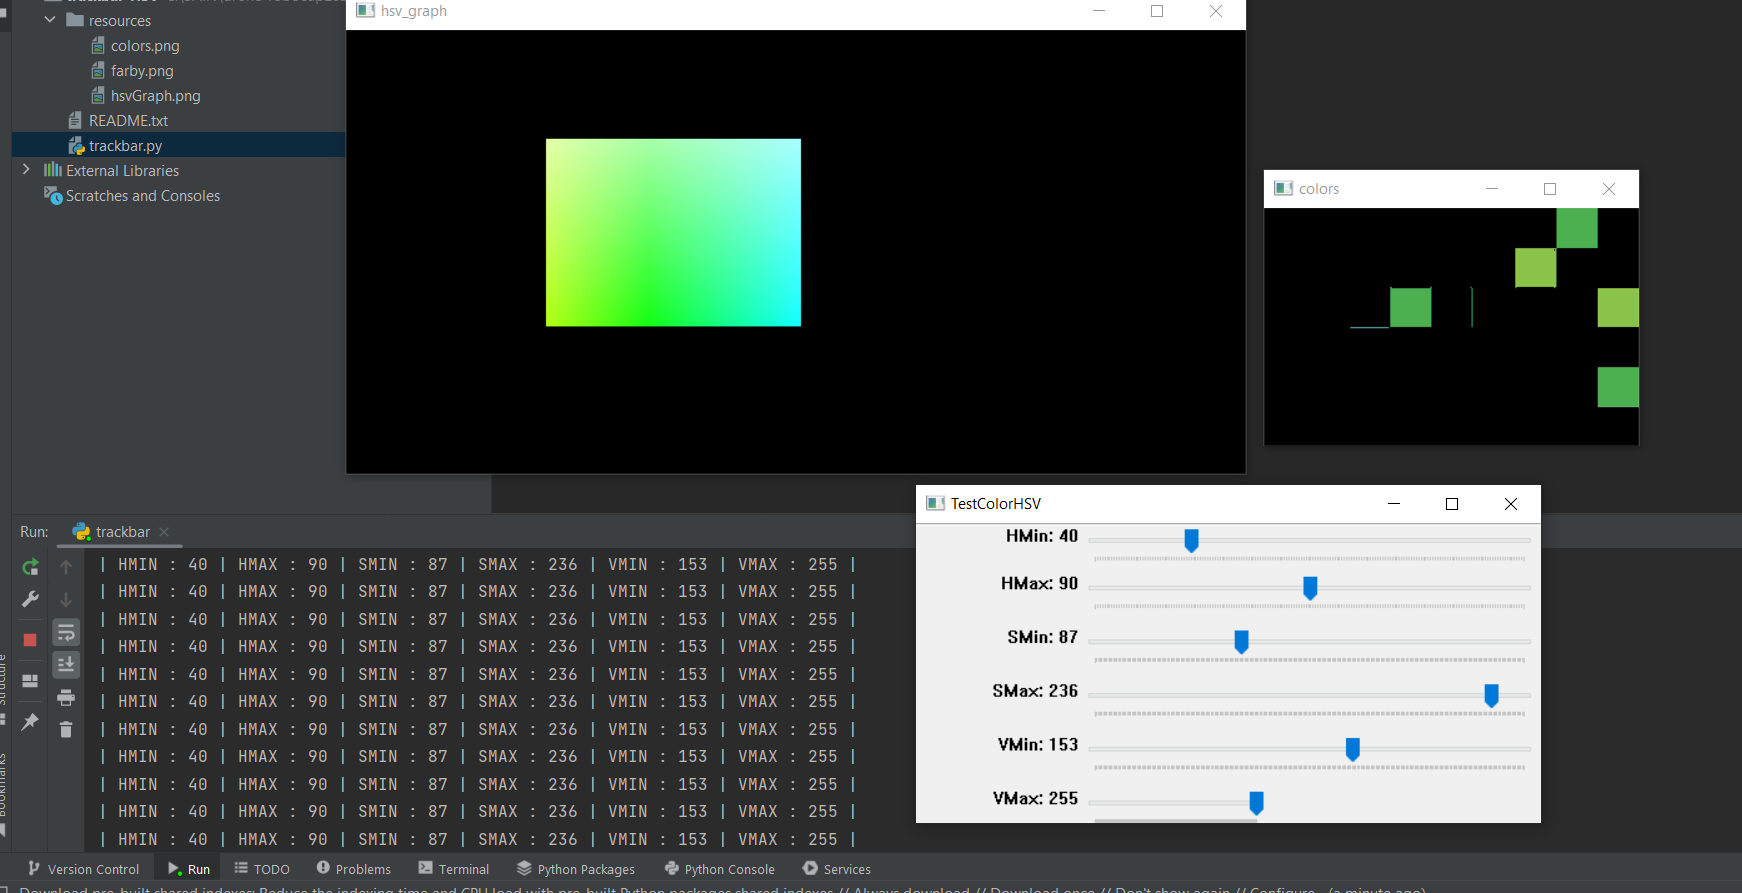 resources
colors.png
farby.png
hsvGraph.png
README.txt
trackbar.py
External Libraries
Scratches and Consoles
hsv_graph
colors
TestColorHSV
HMin: 40
HMax: 90
SMin: 87
SMax: 236
VMin: 153
VMax: 255
Run: trackbar
| HMIN : 40 | HMAX : 90 | SMIN : 87 | SMAX : 236 | VMIN : 153 | VMAX : 255 |
| HMIN : 40 | HMAX : 90 | SMIN : 87 | SMAX : 236 | VMIN : 153 | VMAX : 255 |
| HMIN : 40 | HMAX : 90 | SMIN : 87 | SMAX : 236 | VMIN : 153 | VMAX : 255 |
| HMIN : 40 | HMAX : 90 | SMIN : 87 | SMAX : 236 | VMIN : 153 | VMAX : 255 |
| HMIN : 40 | HMAX : 90 | SMIN : 87 | SMAX : 236 | VMIN : 153 | VMAX : 255 |
| HMIN : 40 | HMAX : 90 | SMIN : 87 | SMAX : 236 | VMIN : 153 | VMAX : 255 |
| HMIN : 40 | HMAX : 90 | SMIN : 87 | SMAX : 236 | VMIN : 153 | VMAX : 255 |
| HMIN : 40 | HMAX : 90 | SMIN : 87 | SMAX : 236 | VMIN : 153 | VMAX : 255 |
| HMIN : 40 | HMAX : 90 | SMIN : 87 | SMAX : 236 | VMIN : 153 | VMAX : 255 |
| HMIN : 40 | HMAX : 90 | SMIN : 87 | SMAX : 236 | VMIN : 153 | VMAX : 255 |
| HMIN : 40 | HMAX : 90 | SMIN : 87 | SMAX : 236 | VMIN : 153 | VMAX : 255 |
Structure
Bookmarks
Version Control Run TODO Problems Terminal Python Packages Python Console Services
Download pre-built shared indexes: Reduce the indexing time and CPU load with pre-built Python packages shared indexes // Always download // Download once // Don't show again // Configure... (a minute ago)